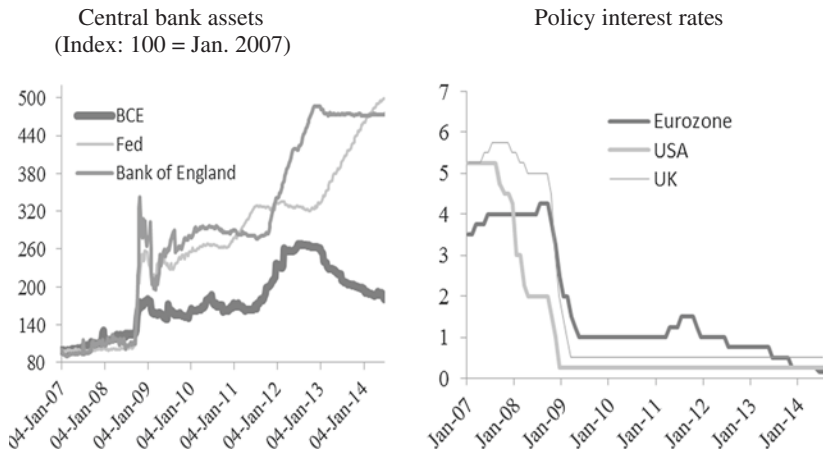 Central bank assets
(Index: 100 = Jan. 2007)
500
440
380
320
260
200
140
80
BCE
Fed
Bank of England
04-Jan-07
04-Jan-08
04-Jan-09
04-Jan-10
04-Jan-11
04-Jan-12
04-Jan-13
04-Jan-14
Policy interest rates
7
6
5
4
3
2
1
0
Eurozone
USA
UK
Jan-07
Jan-08
Jan-09
Jan-10
Jan-11
Jan-12
Jan-13
Jan-14